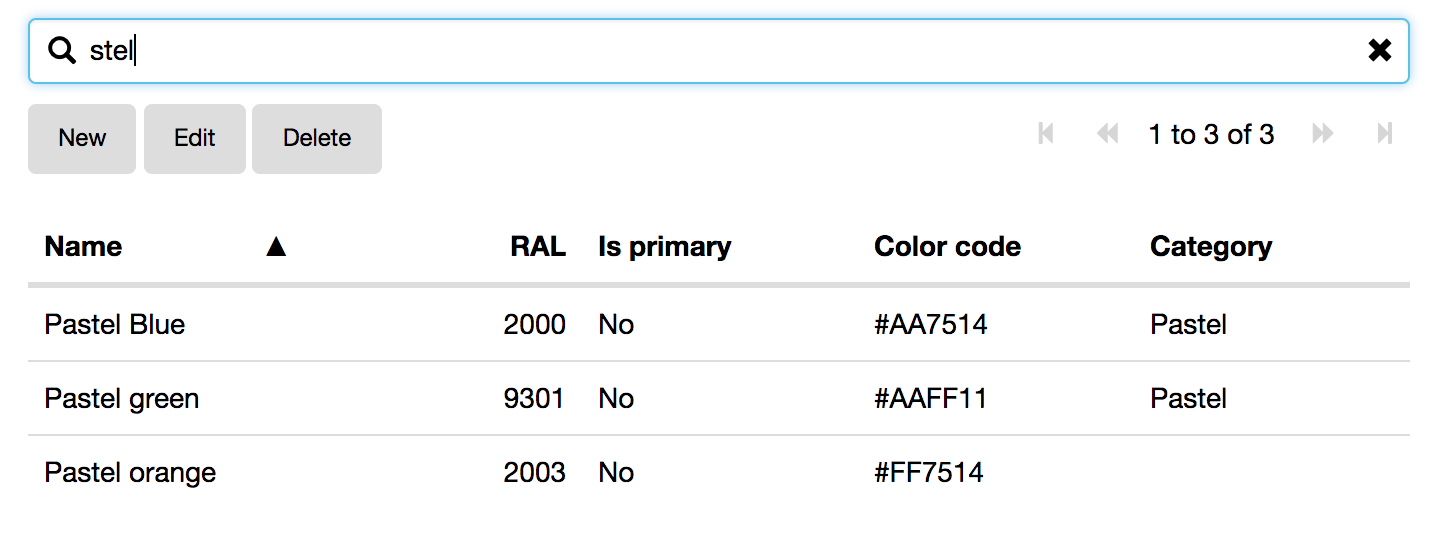 stel
New Edit Delete 1 to 3 of 3
Name ▲ RAL Is primary Color code Category
Pastel Blue 2000 No #AA7514 Pastel
Pastel green 9301 No #AAFF11 Pastel
Pastel orange 2003 No #FF7514